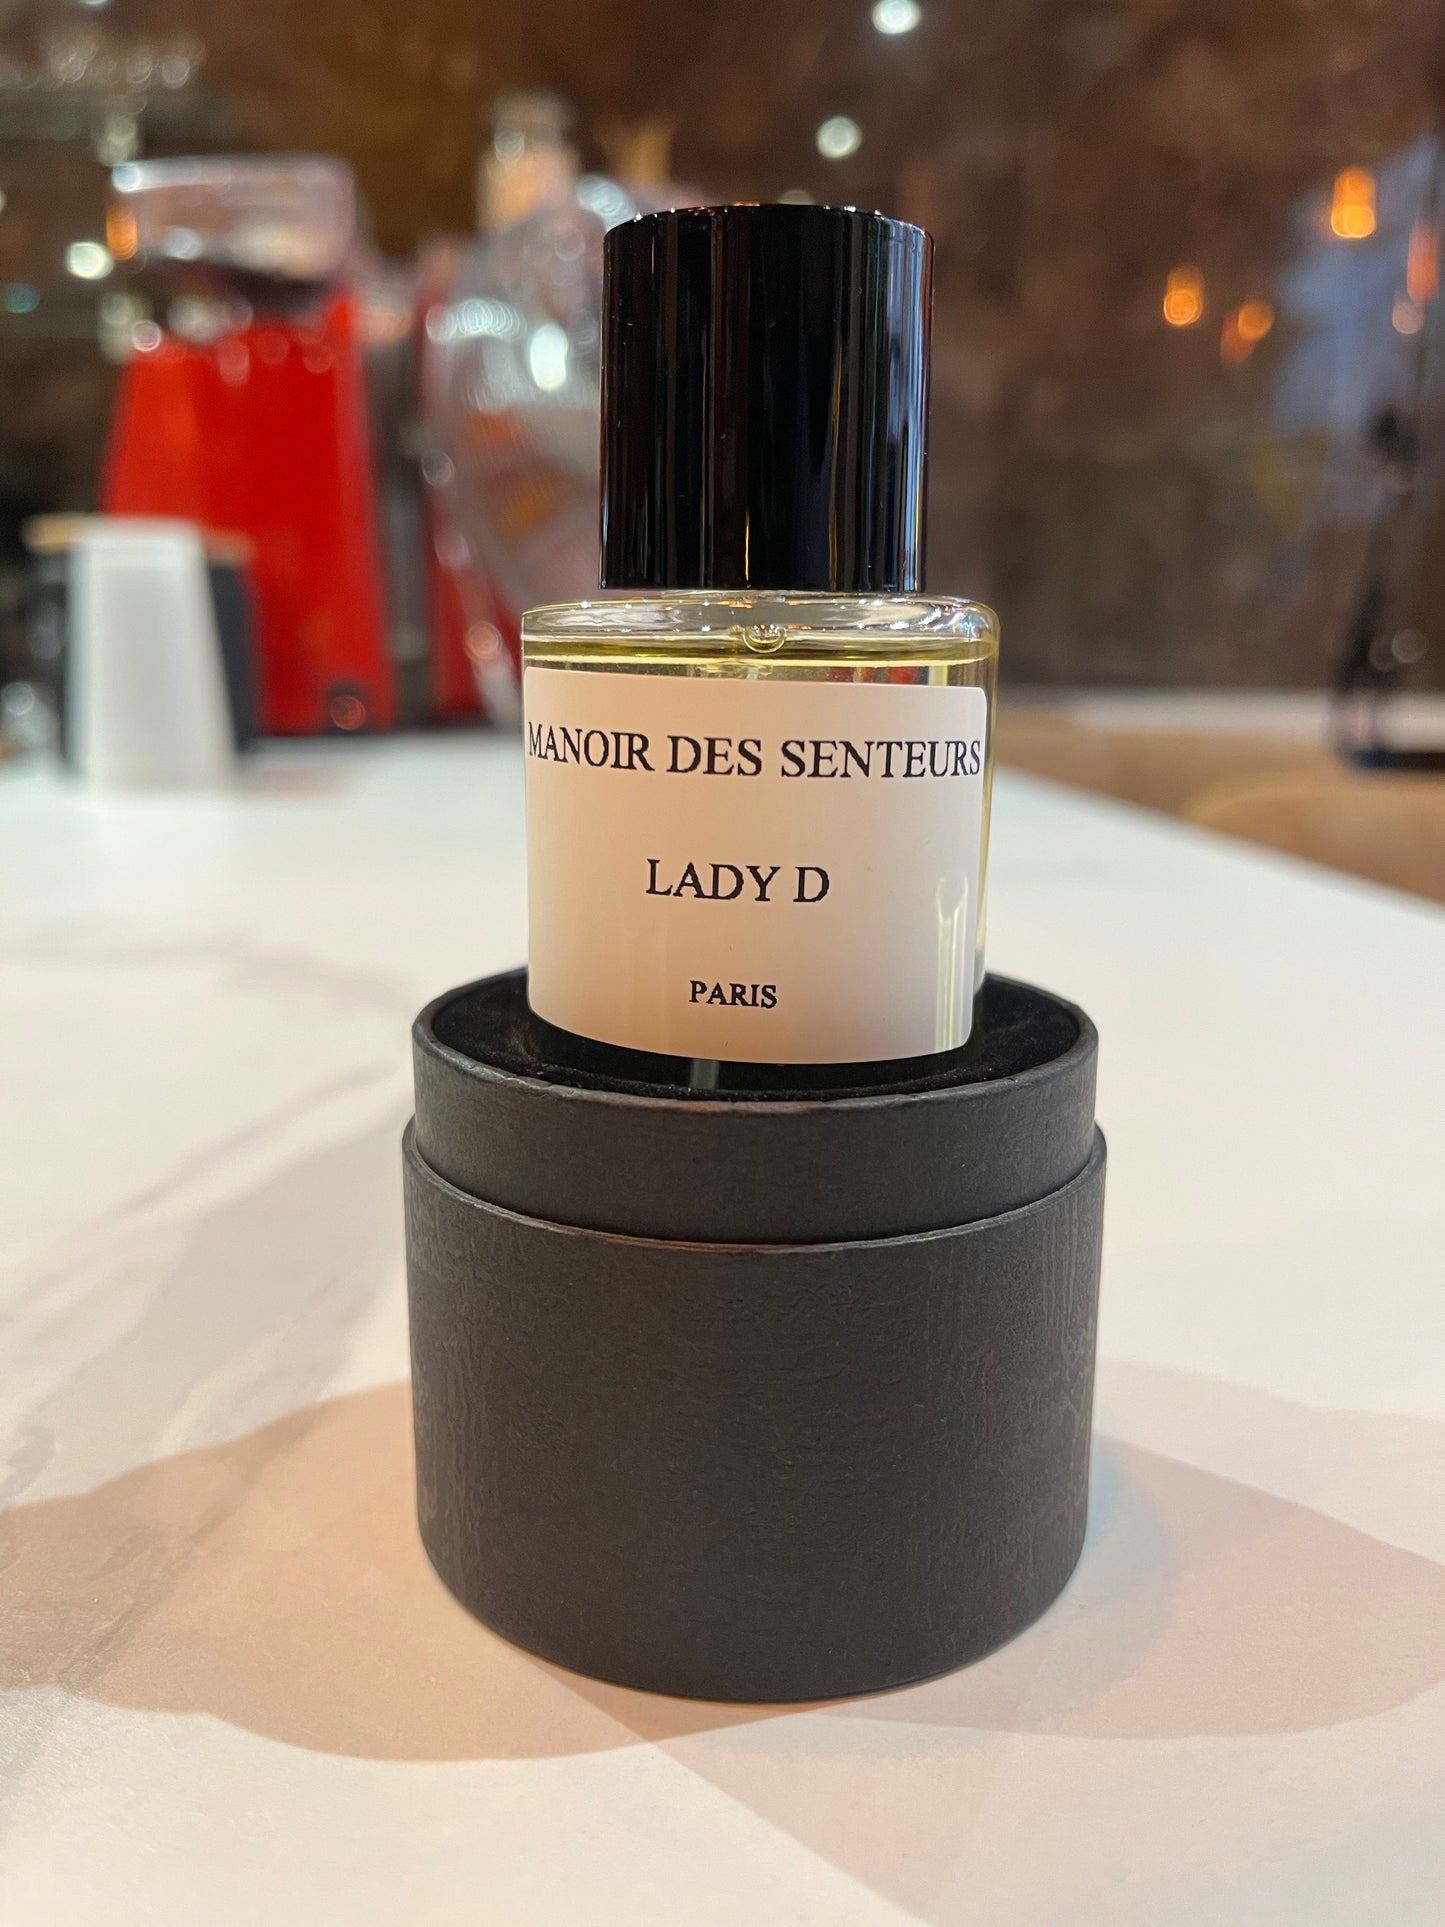 MANOIR DES SENTEURS
LADY D
PARIS